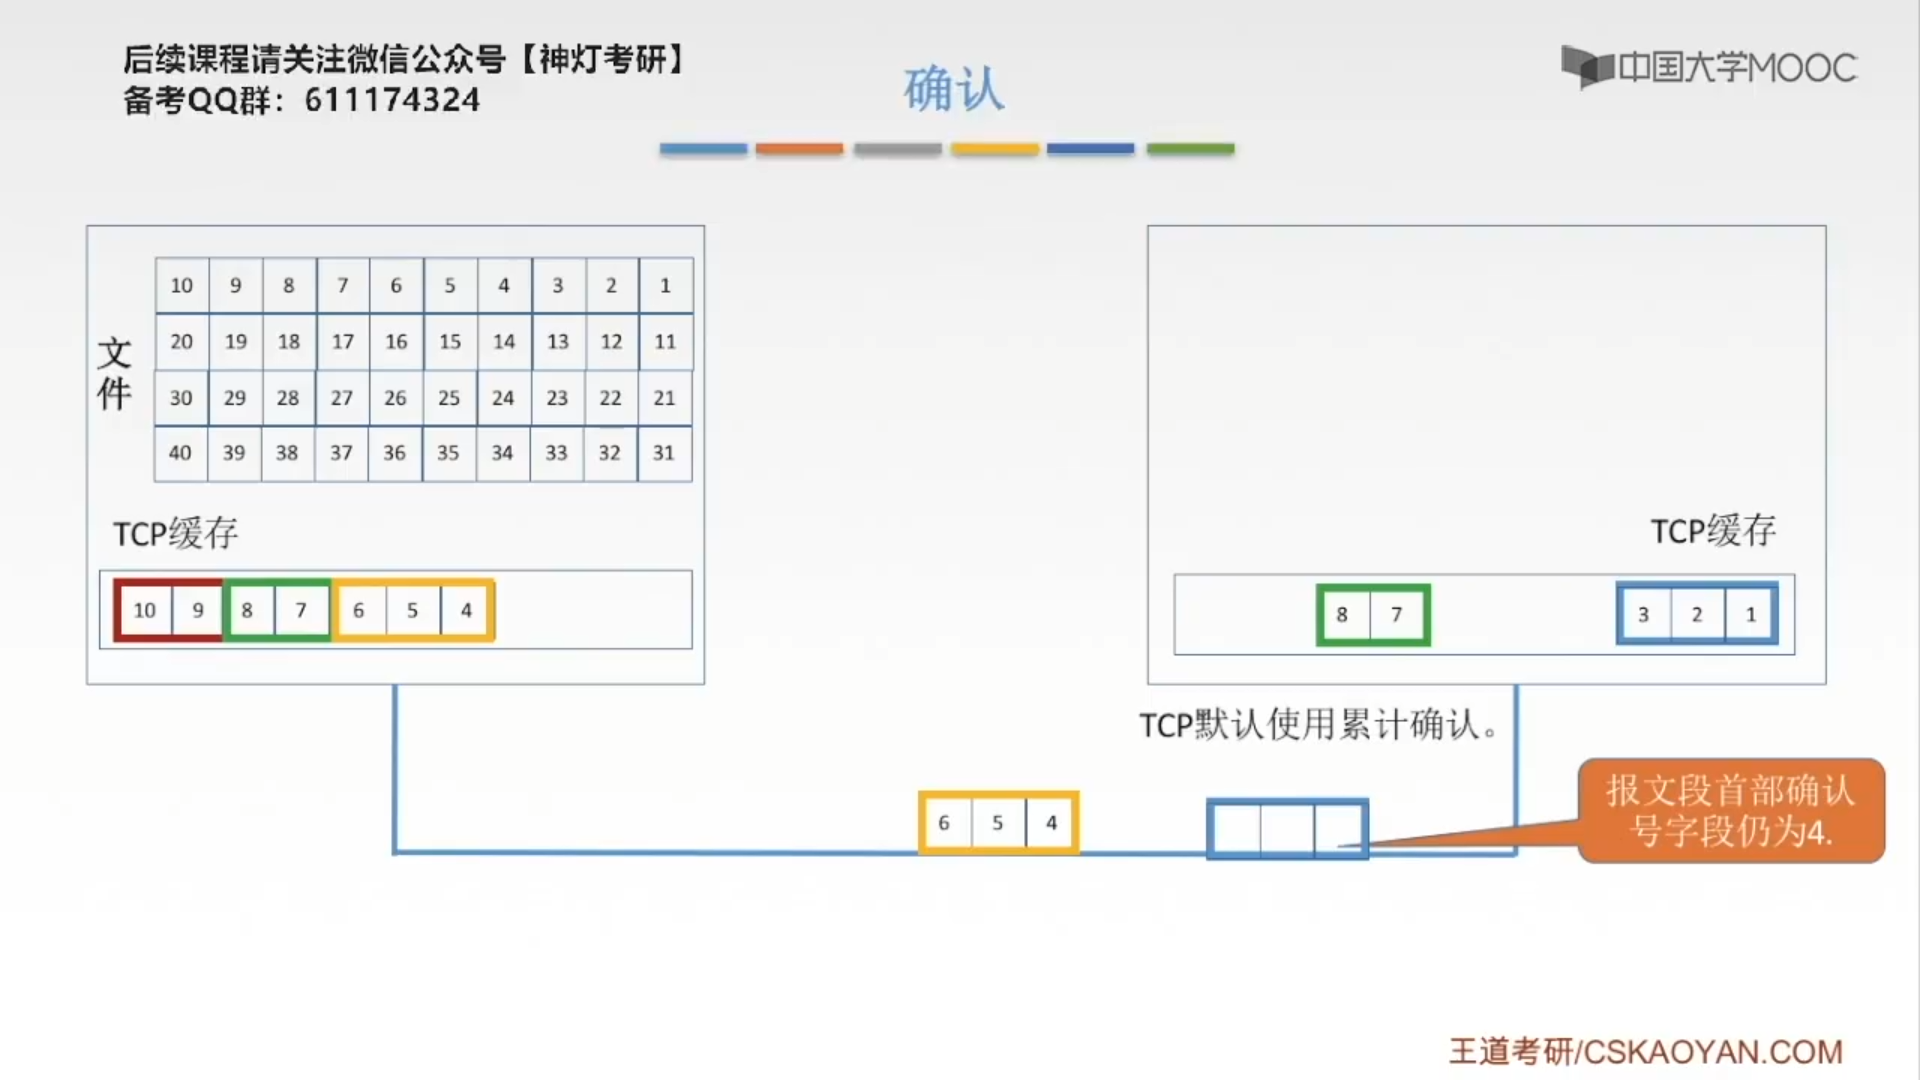 后续课程请关注微信公众号【神灯考研】
备考QQ群：611174324
确认
中国大学MOOC
文件
10 9 8 7 6 5 4 3 2 1
20 19 18 17 16 15 14 13 12 11
30 29 28 27 26 25 24 23 22 21
40 39 38 37 36 35 34 33 32 31
TCP缓存
10 9 8 7 6 5 4
TCP缓存
8 7 3 2 1
TCP默认使用累计确认。
6 5 4
报文段首部确认
号字段仍为4.
王道考研/CSKAOYAN.COM